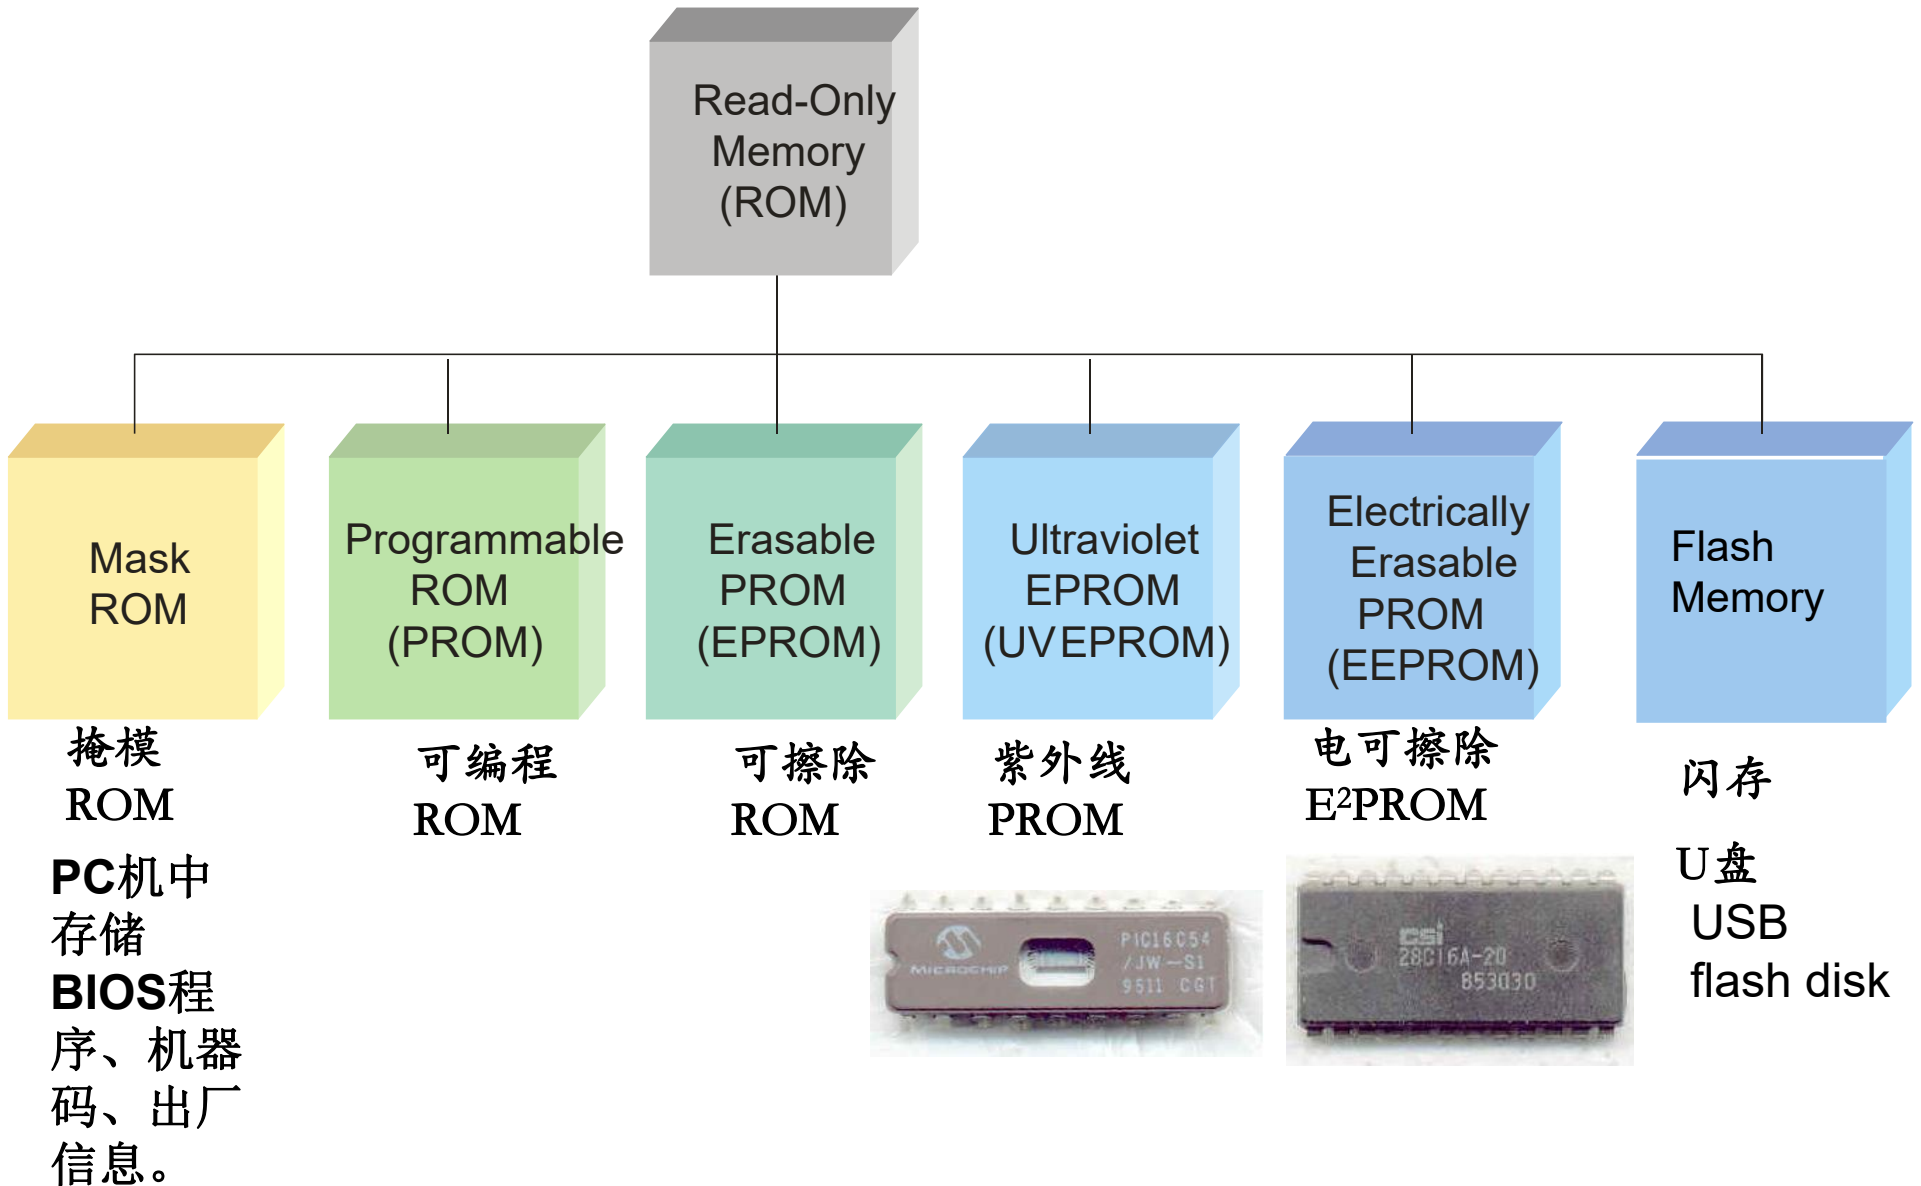 Read-Only
Memory
(ROM)
Mask
ROM
Programmable
ROM
(PROM)
Erasable
PROM
(EPROM)
Ultraviolet
EPROM
(UVEPROM)
Electrically
Erasable
PROM
(EEPROM)
Flash
Memory
掩模
ROM
可编程
ROM
可擦除
ROM
紫外线
PROM
电可擦除
E²PROM
闪存
PC机中
存储
BIOS程
序、机器
码、出厂
信息。
MICROCHIP
PIC16C54
/JW-S1
9511 CGT
CSi
28C16A-20
853030
U盘
USB
flash disk